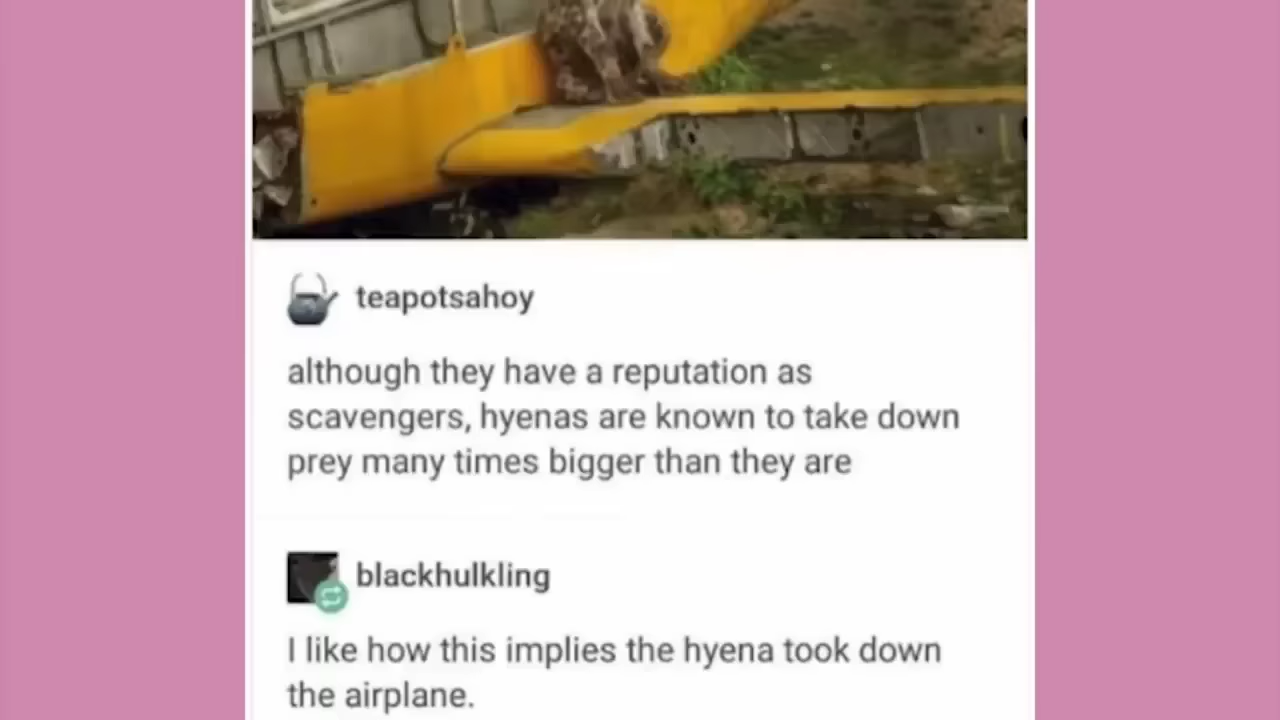 teapotsahoy
although they have a reputation as
scavengers, hyenas are known to take down
prey many times bigger than they are
blackhulkling
I like how this implies the hyena took down
the airplane.